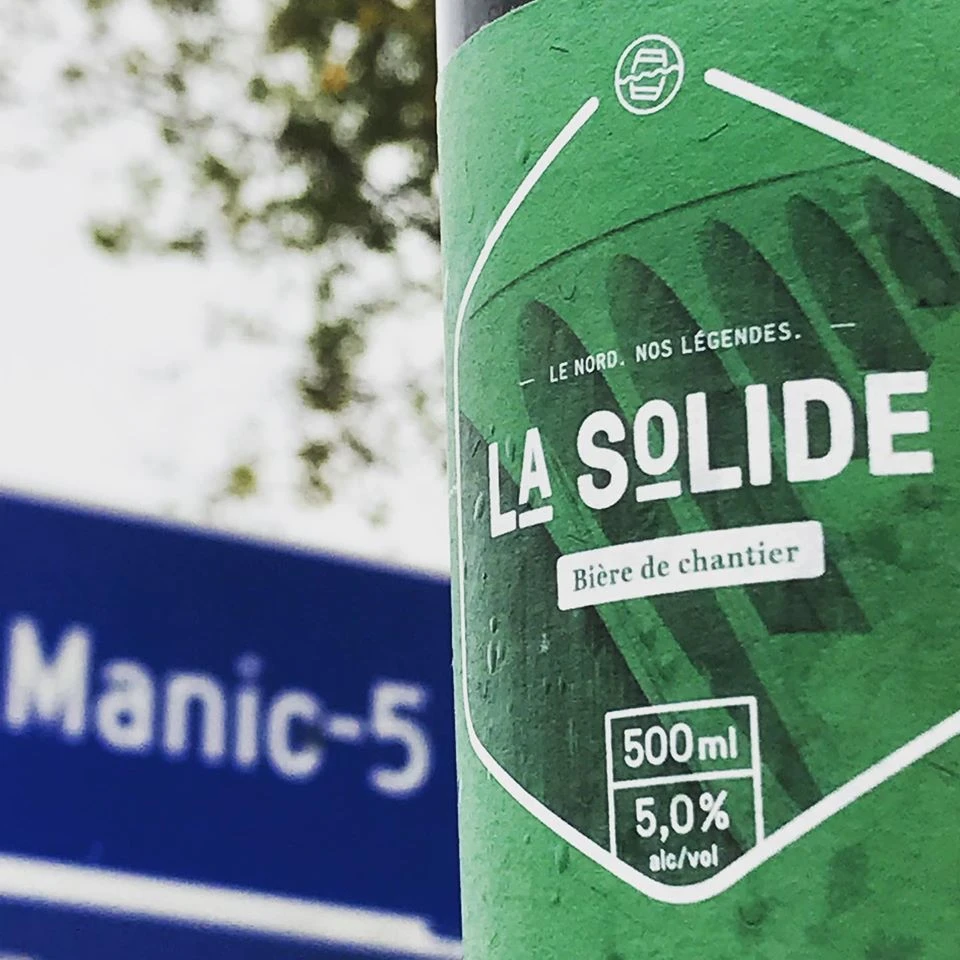 LE NORD. NOS LÉGENDES.
LA SOLIDE
Bière de chantier
500ml
5,0%
alc/vol
Manic-5